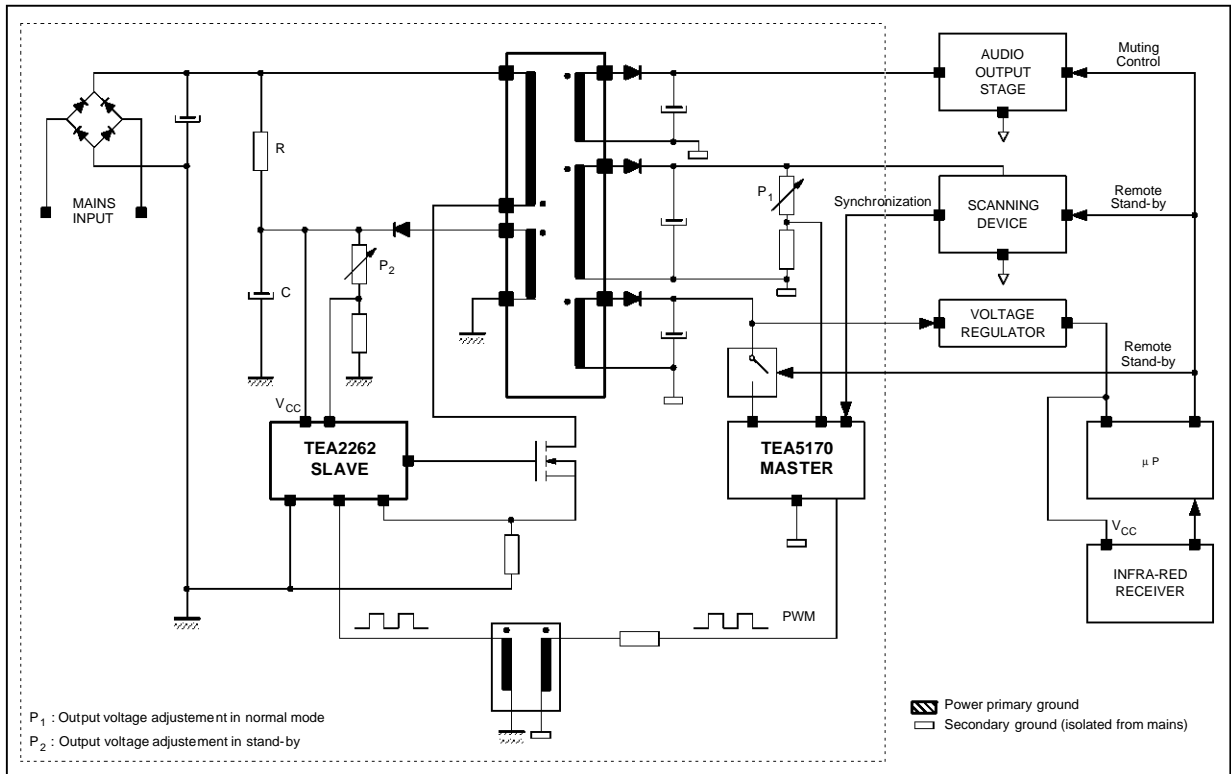 AUDIO
OUTPUT
STAGE
Muting
Control
R
MAINS
INPUT
P1
Synchronization
SCANNING
DEVICE
Remote
Stand-by
P2
C
VOLTAGE
REGULATOR
Remote
Stand-by
VCC
TEA2262
SLAVE
TEA5170
MASTER
μ P
VCC
INFRA-RED
RECEIVER
PWM
P1 : Output voltage adjustement in normal mode
P2 : Output voltage adjustement in stand-by
Power primary ground
Secondary ground (isolated from mains)